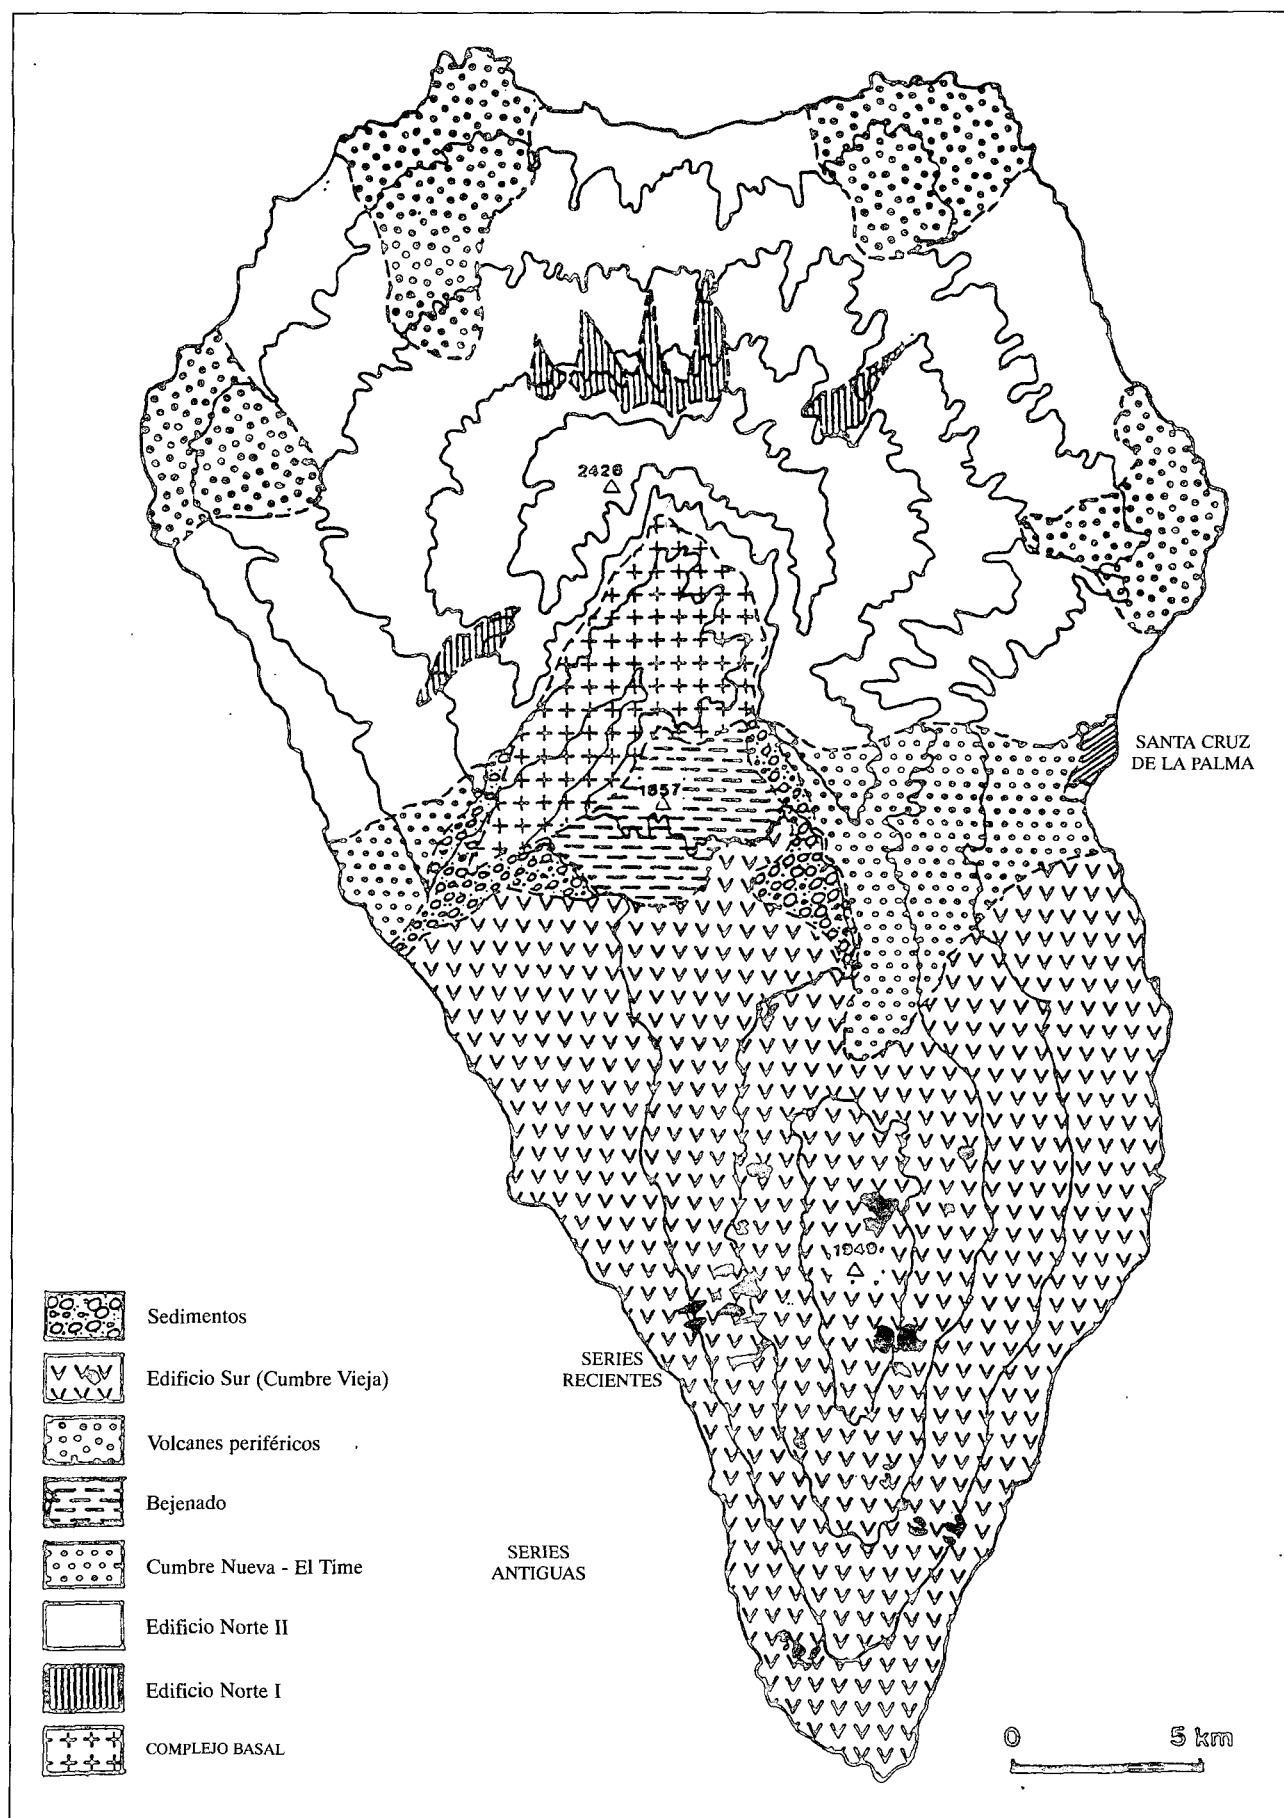 2426
SANTA CRUZ
DE LA PALMA
1857
1949
SERIES
RECIENTES
Sedimentos
Edificio Sur (Cumbre Vieja)
Volcanes periféricos
Bejenado
Cumbre Nueva - El Time
SERIES
ANTIGUAS
Edificio Norte II
Edificio Norte I
COMPLEJO BASAL
0 5 km